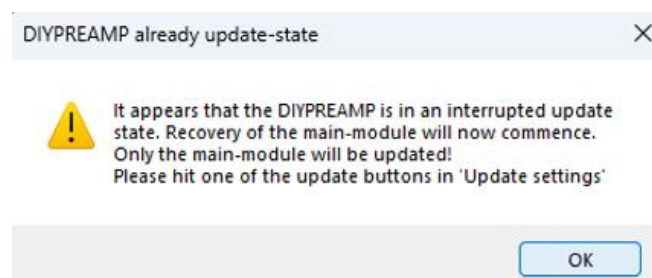 DIYPREAMP already update-state
It appears that the DIYPREAMP is in an interrupted update
state. Recovery of the main-module will now commence.
Only the main-module will be updated!
Please hit one of the update buttons in 'Update settings'
OK